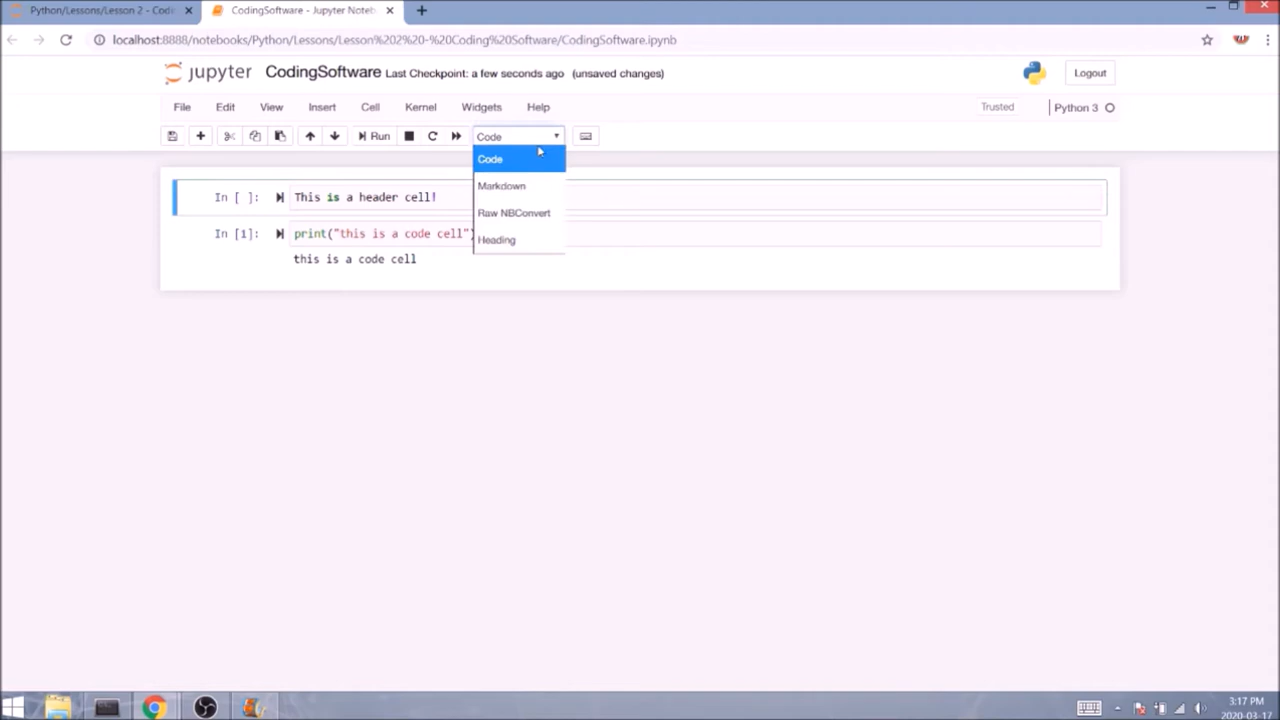 Python/Lessons/Lesson 2 - Codi
CodingSoftware - Jupyter Noteb
localhost:8888/notebooks/Python/Lessons/Lesson%202%20-%20Coding%20Software/CodingSoftware.ipynb
jupyter CodingSoftware Last Checkpoint: a few seconds ago (unsaved changes) Logout
File Edit View Insert Cell Kernel Widgets Help Trusted Python 3
Run Code
Code
Markdown
Raw NBConvert
Heading
In [ ]: This is a header cell!
In [1]: print("this is a code cell")
this is a code cell
3:17 PM
2020-03-17